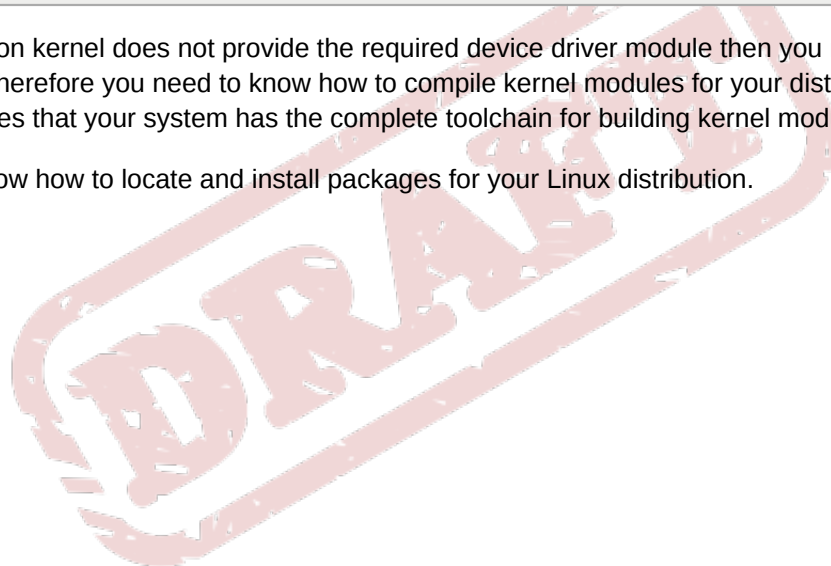 on kernel does not provide the required device driver module then you
herefore you need to know how to compile kernel modules for your dist
es that your system has the complete toolchain for building kernel mod
ow how to locate and install packages for your Linux distribution.
DRAFT